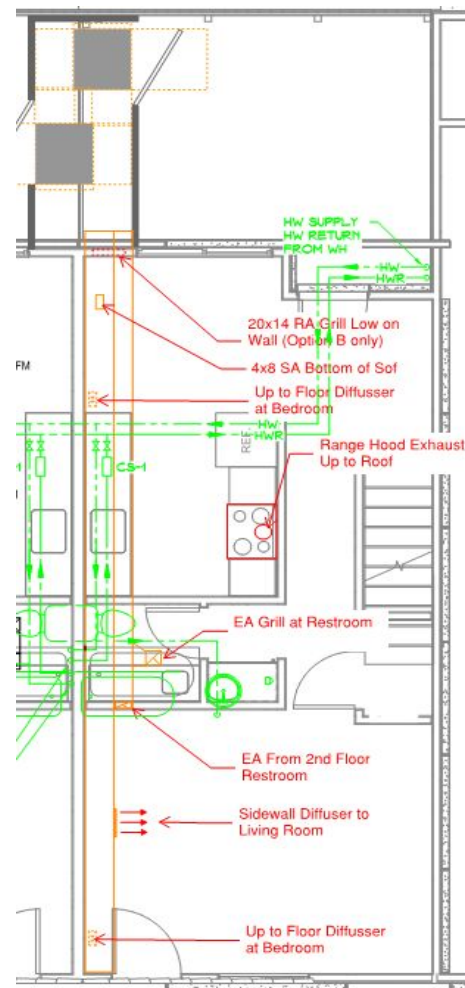 HW SUPPLY
HW RETURN
FROM WH
HW
HWR
20x14 RA Grill Low on
Wall (Option B only)
4x8 SA Bottom of Sof
FM
Up to Floor Diffusser
at Bedroom
HW
HWR
REF.
Range Hood Exhaust
Up to Roof
CS-1
EA Grill at Restroom
D
EA From 2nd Floor
Restroom
Sidewall Diffuser to
Living Room
Up to Floor Diffusser
at Bedroom